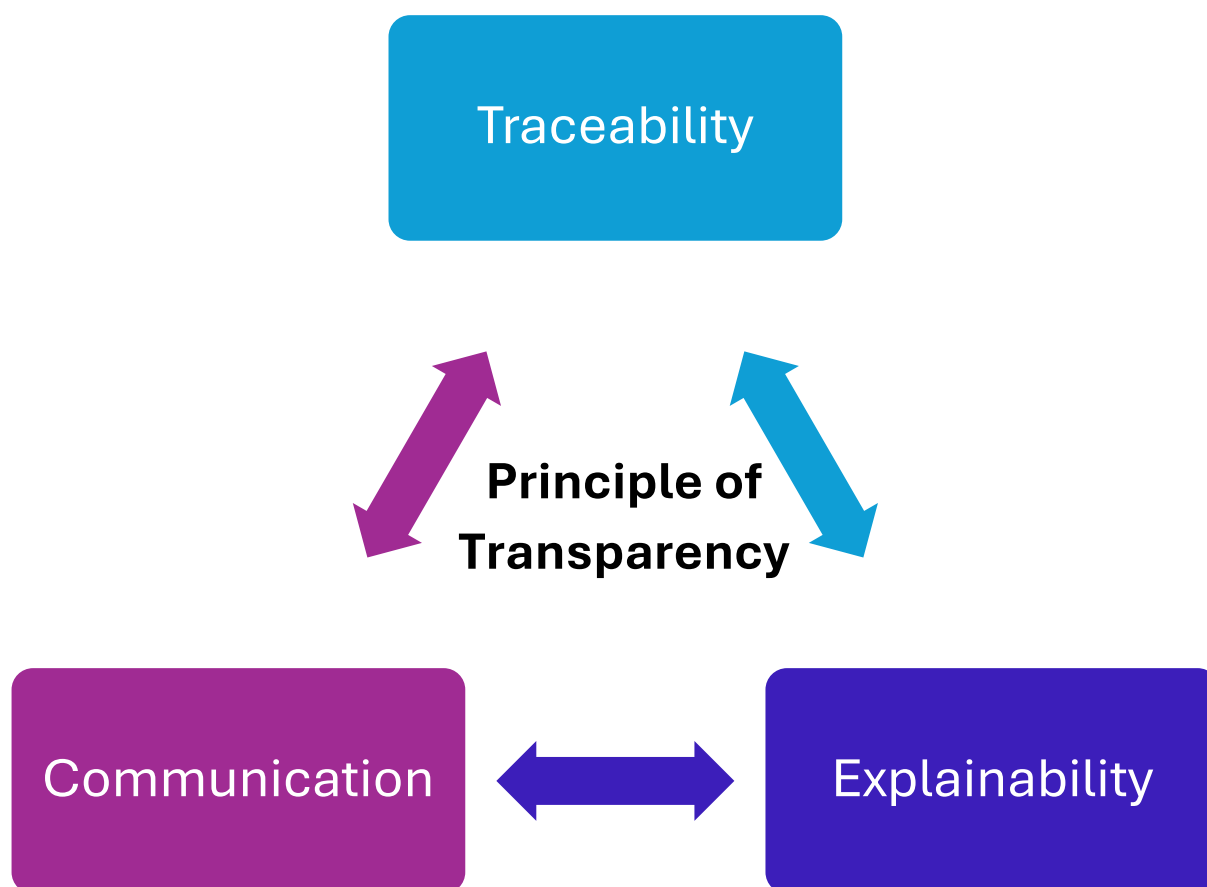 Traceability
Principle of
Transparency
Communication
Explainability